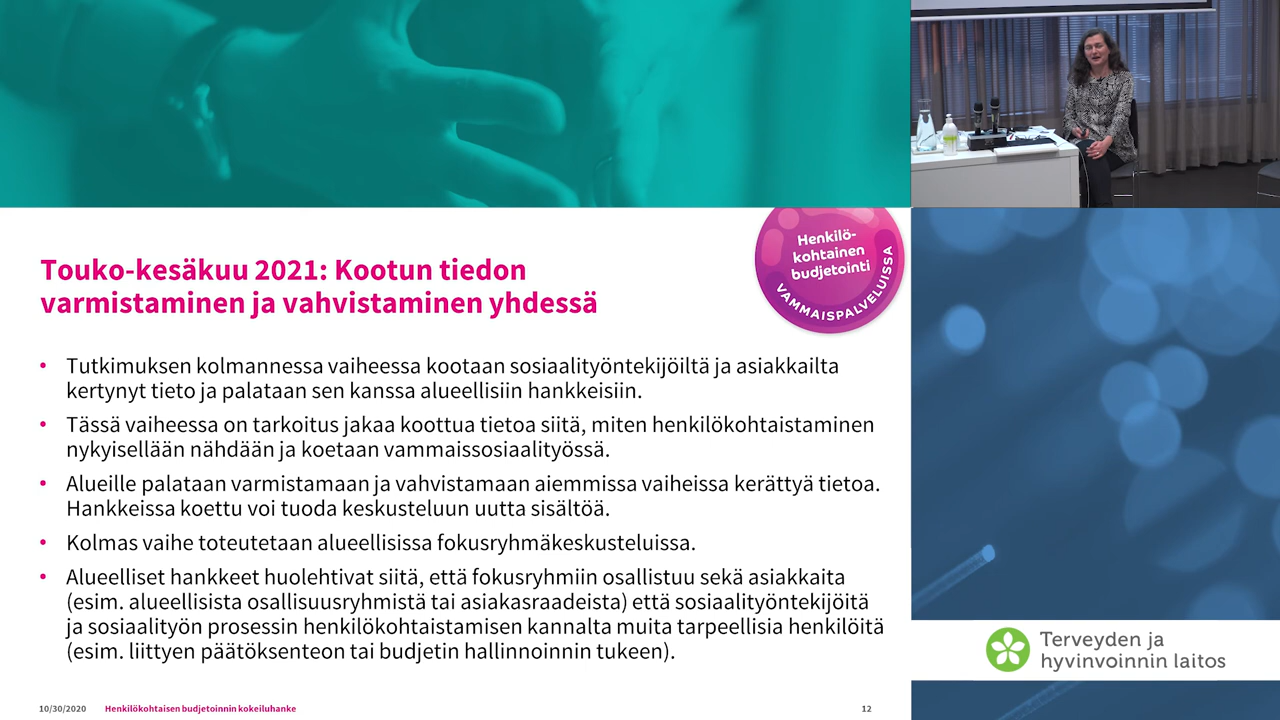 Henkilö-
kohtainen
budjetointi
VAMMAISPALVELUISSA
Touko-kesäkuu 2021: Kootun tiedon
varmistaminen ja vahvistaminen yhdessä
• Tutkimuksen kolmannessa vaiheessa kootaan sosiaalityöntekijöiltä ja asiakkailta
kertynyt tieto ja palataan sen kanssa alueellisiin hankkeisiin.
• Tässä vaiheessa on tarkoitus jakaa koottua tietoa siitä, miten henkilökohtaistaminen
nykyisellään nähdään ja koetaan vammaissosiaalityössä.
• Alueille palataan varmistamaan ja vahvistamaan aiemmissa vaiheissa kerättyä tietoa.
Hankkeissa koettu voi tuoda keskusteluun uutta sisältöä.
• Kolmas vaihe toteutetaan alueellisissa fokusryhmäkeskusteluissa.
• Alueelliset hankkeet huolehtivat siitä, että fokusryhmiin osallistuu sekä asiakkaita
(esim. alueellisista osallisuusryhmistä tai asiakasraadeista) että sosiaalityöntekijöitä
ja sosiaalityön prosessin henkilökohtaistamisen kannalta muita tarpeellisia henkilöitä
(esim. liittyen päätöksenteon tai budjetin hallinnoinnin tukeen).
10/30/2020 Henkilökohtaisen budjetoinnin kokeiluhanke 12
Terveyden ja
hyvinvoinnin laitos